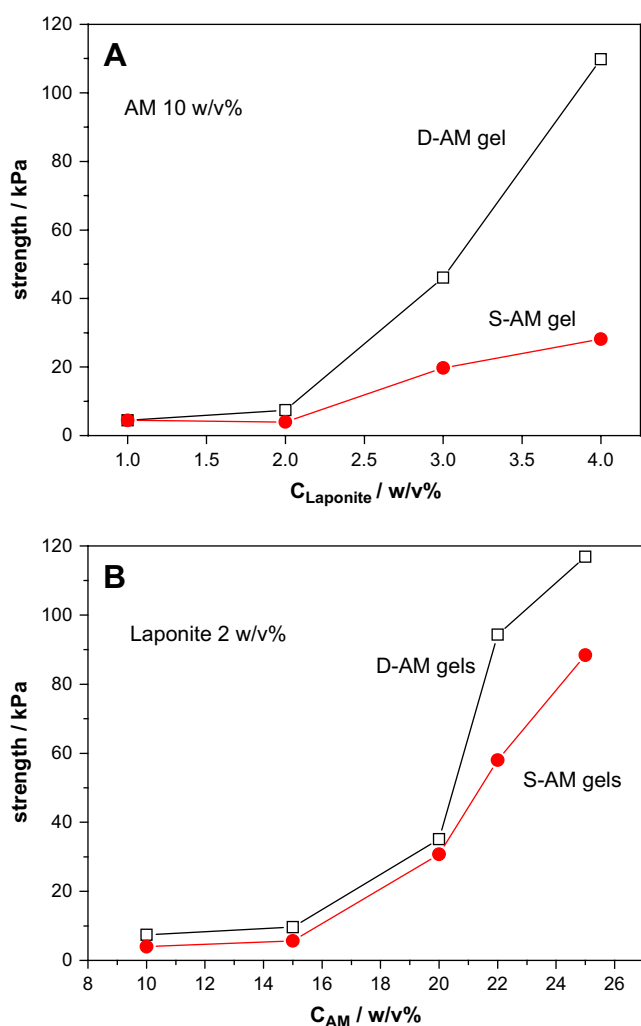 A
AM 10 w/v%
D-AM gel
S-AM gel
strength / kPa
120
100
80
60
40
20
0
1.0 1.5 2.0 2.5 3.0 3.5 4.0
C_Laponite / w/v%
B
Laponite 2 w/v%
D-AM gels
S-AM gels
strength / kPa
120
100
80
60
40
20
0
8 10 12 14 16 18 20 22 24 26
C_AM / w/v%